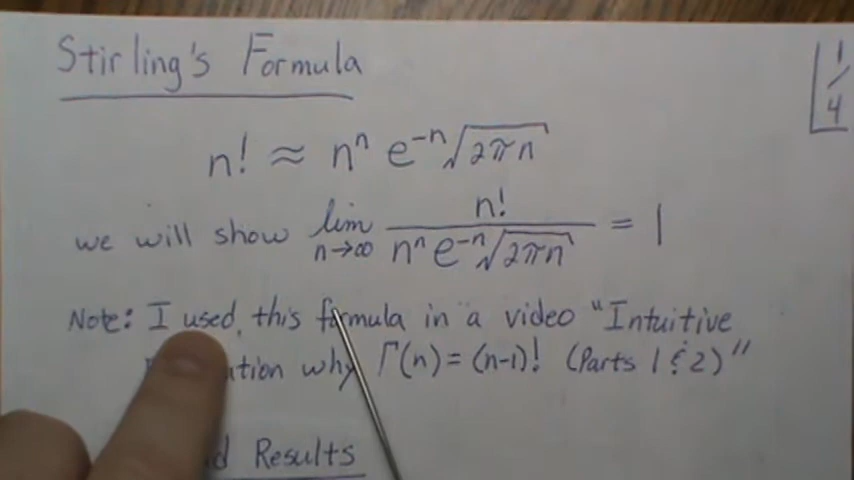 Stirling's Formula
1/4
n! ≈ nⁿ e⁻ⁿ √(2πn)
we will show lim n→∞ n! / (nⁿ e⁻ⁿ √(2πn)) = 1
Note: I used this formula in a video "Intuitive
why Γ(n) = (n-1)! (Parts 1 & 2)"
Results